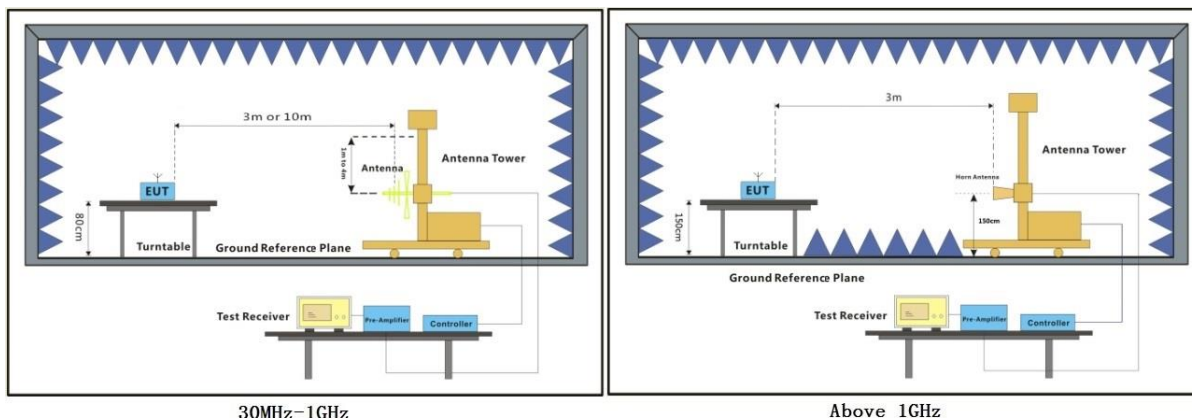 3m or 10m
1m to 4m
Antenna
Antenna Tower
EUT
80cm
Turntable
Ground Reference Plane
Test Receiver
Pre-Amplifier
Controller
30MHz-1GHz
3m
Antenna Tower
Horn Antenna
EUT
150cm
150cm
Turntable
Ground Reference Plane
Test Receiver
Pre-Amplifier
Controller
Above 1GHz